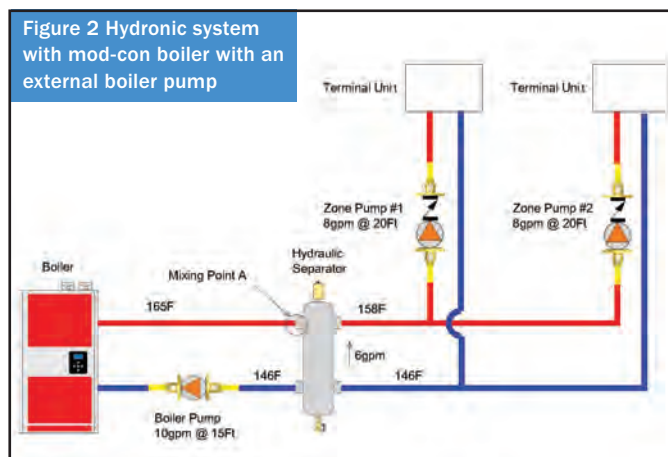 Figure 2 Hydronic system
with mod-con boiler with an
external boiler pump
Terminal Unit
Terminal Unit
Zone Pump #1
8gpm @ 20Ft
Zone Pump #2
8gpm @ 20Ft
Hydraulic
Separator
Mixing Point A
Boiler
165F
158F
6gpm
146F
146F
Boiler Pump
10gpm @ 15Ft